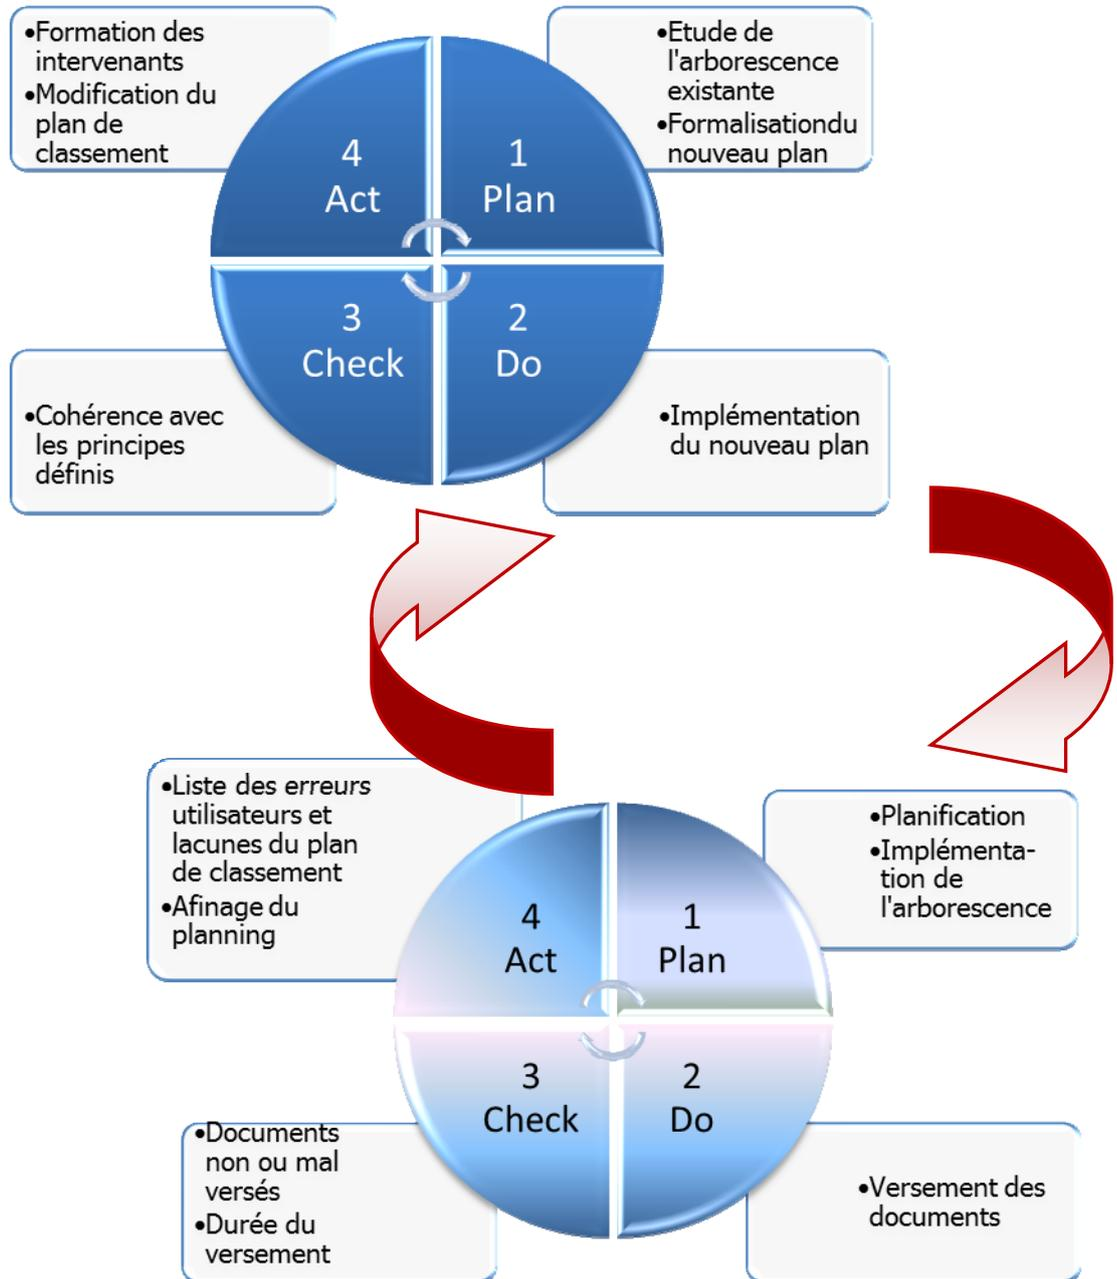 •Formation des
intervenants
•Modification du
plan de
classement
4
Act
1
Plan
•Etude de
l'arborescence
existante
•Formalisationdu
nouveau plan
•Cohérence avec
les principes
définis
3
Check
2
Do
•Implémentation
du nouveau plan
•Liste des erreurs
utilisateurs et
lacunes du plan
de classement
•Afinage du
planning
4
Act
1
Plan
•Planification
•Implémenta-
tion de
l'arborescence
•Documents
non ou mal
versés
•Durée du
versement
3
Check
2
Do
•Versement des
documents